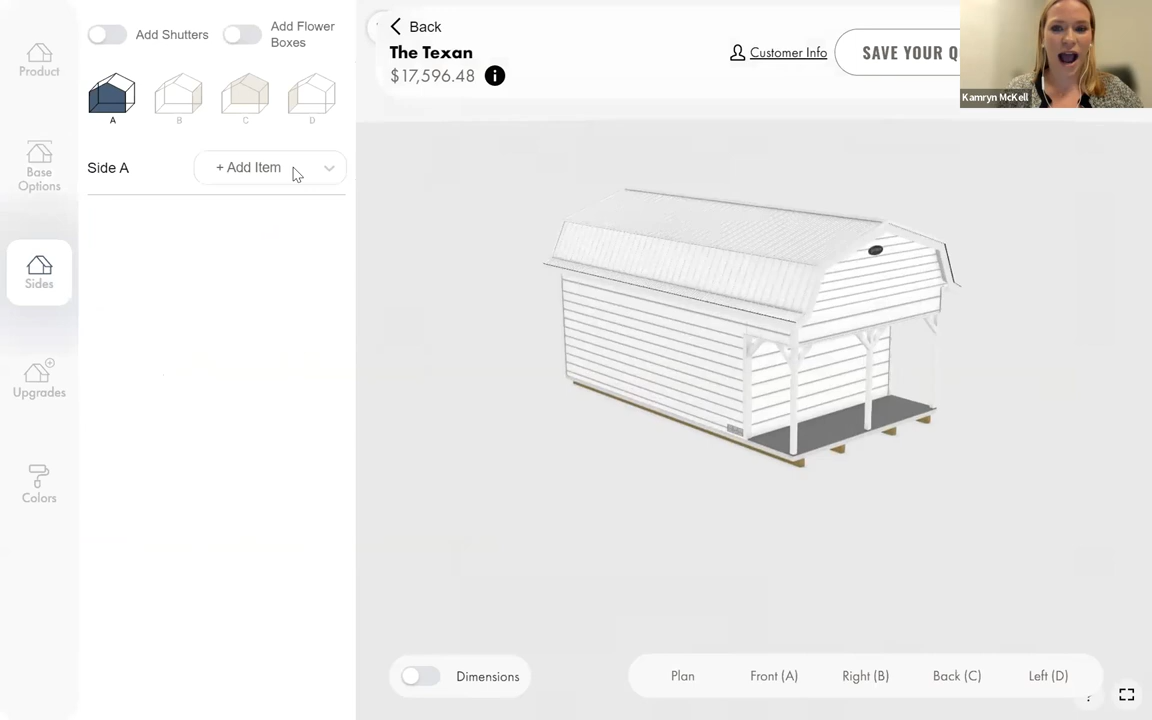 Product
Base
Options
Sides
Upgrades
Colors
Add Shutters
Add Flower
Boxes
A
B
C
D
Side A
+ Add Item
Back
The Texan
$17,596.48
i
Customer Info
SAVE YOUR Q
Kamryn McKell
Dimensions
Plan
Front (A)
Right (B)
Back (C)
Left (D)